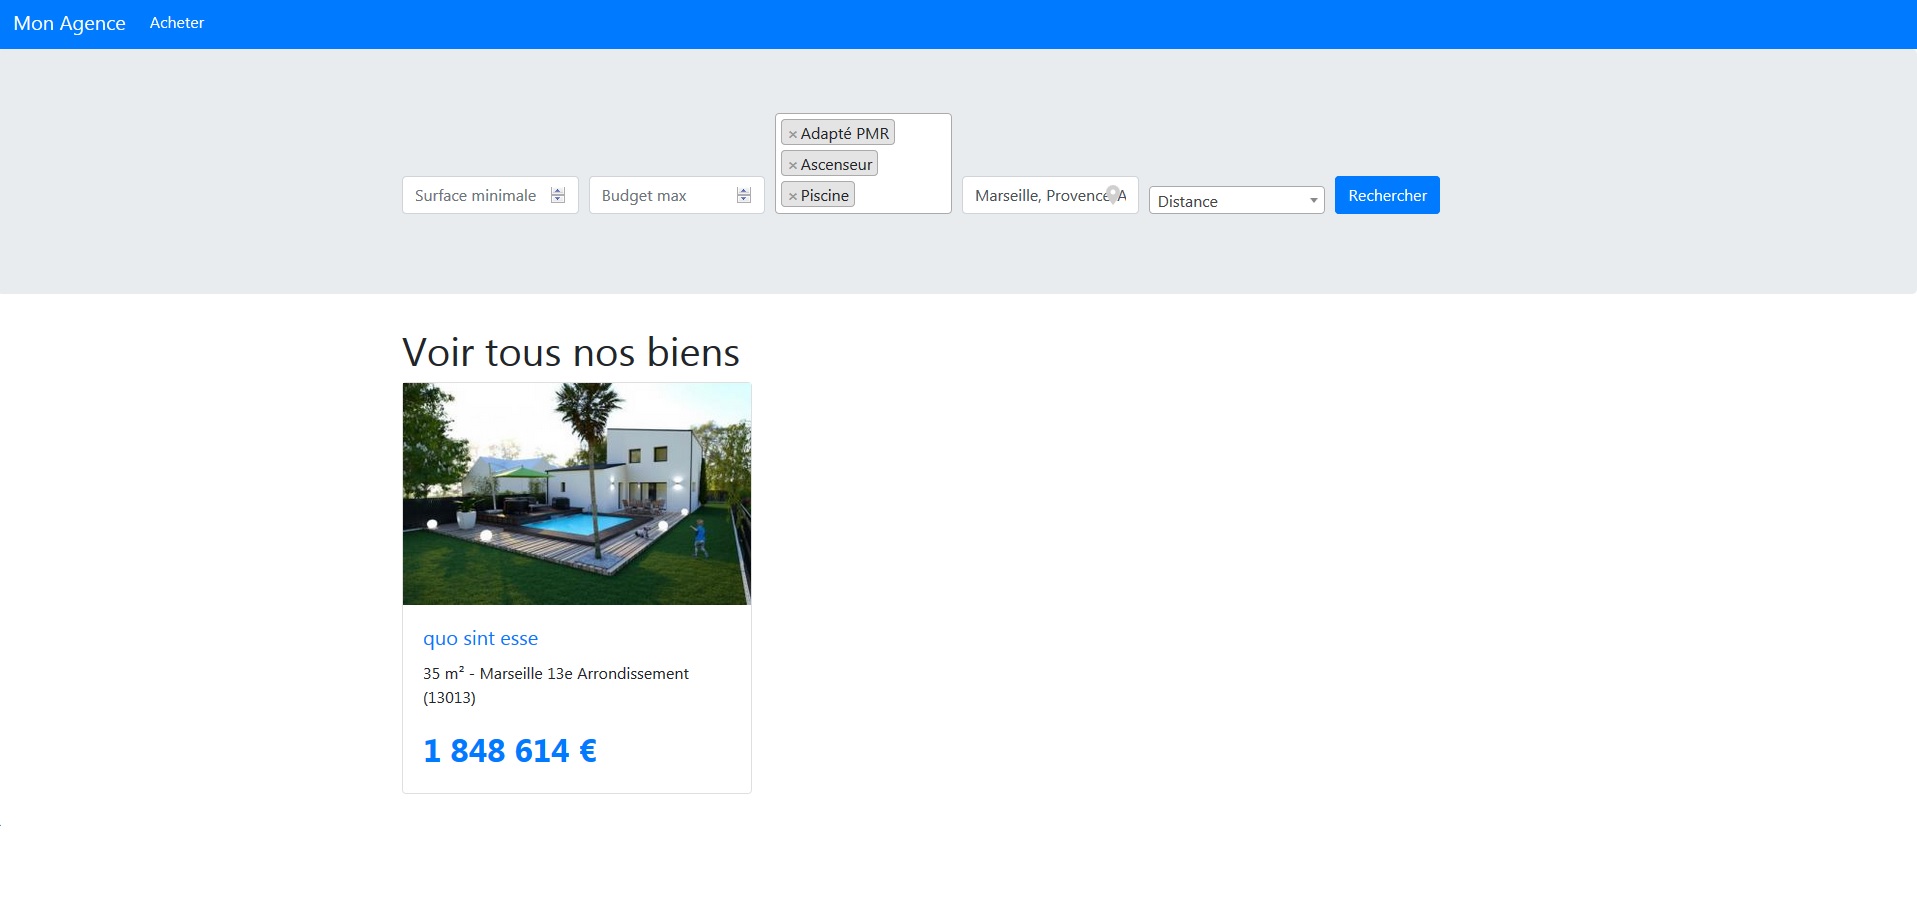 Mon Agence
Acheter
Surface minimale
Budget max
×Adapté PMR
×Ascenseur
×Piscine
Marseille, Provence-A
Distance
Rechercher
Voir tous nos biens
quo sint esse
35 m² - Marseille 13e Arrondissement
(13013)
1 848 614 €